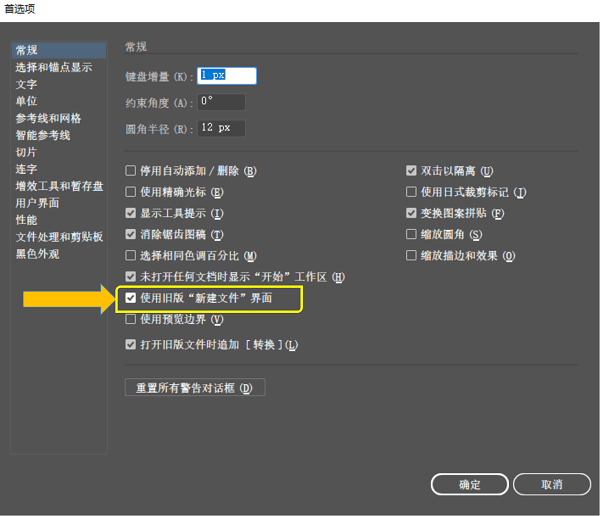 首选项
常规
选择和锚点显示
文字
单位
参考线和网格
智能参考线
切片
连字
增效工具和暂存盘
用户界面
性能
文件处理和剪贴板
黑色外观
常规
键盘增量 (K): 1 px
约束角度 (A): 0°
圆角半径 (R): 12 px
停用自动添加/删除 (B)
双击以隔离 (U)
使用精确光标 (E)
使用日式裁剪标记 (J)
显示工具提示 (I)
变换图案拼贴 (F)
消除锯齿图稿 (T)
缩放圆角 (S)
选择相同色调百分比 (M)
缩放描边和效果 (O)
未打开任何文档时显示“开始”工作区 (H)
使用旧版“新建文件”界面
使用预览边界 (V)
打开旧版文件时追加 [ 转换 ](L)
重置所有警告对话框 (D)
确定
取消